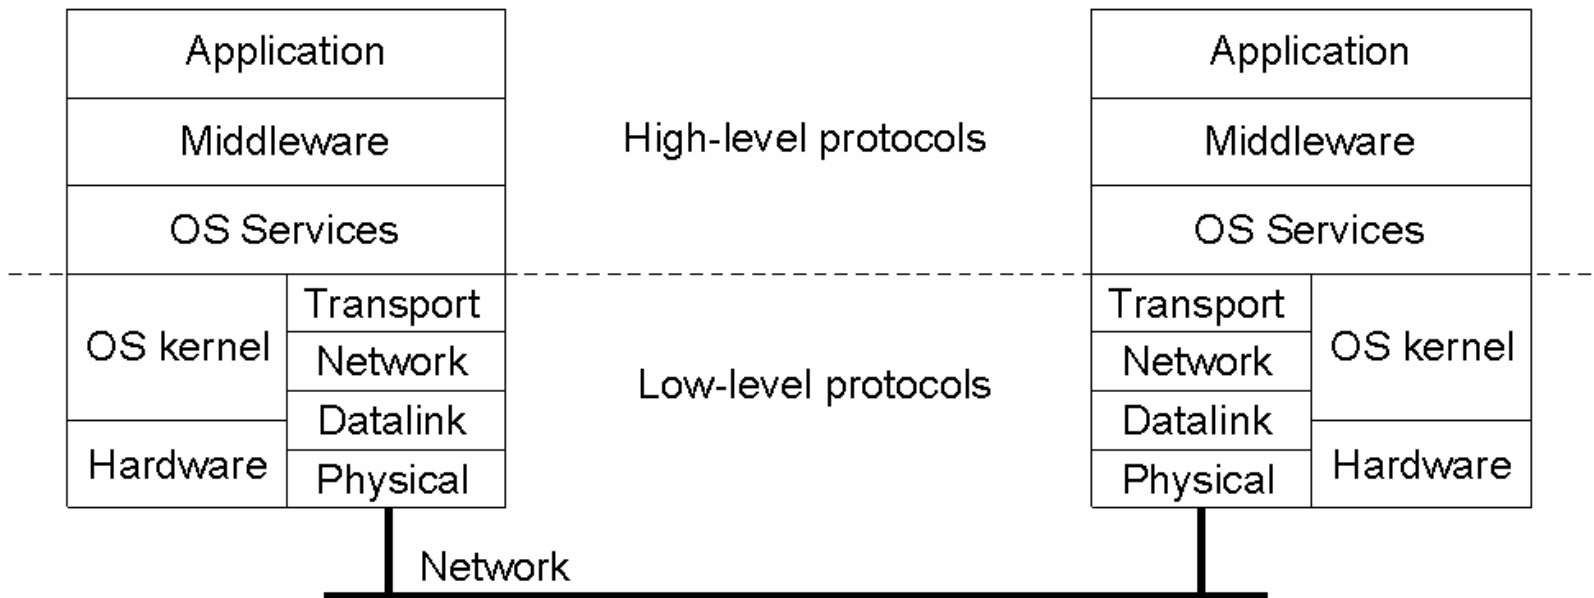 Application
Middleware
OS Services
OS kernel
Hardware
Transport
Network
Datalink
Physical
High-level protocols
Low-level protocols
Network
Application
Middleware
OS Services
Transport
Network
Datalink
Physical
OS kernel
Hardware